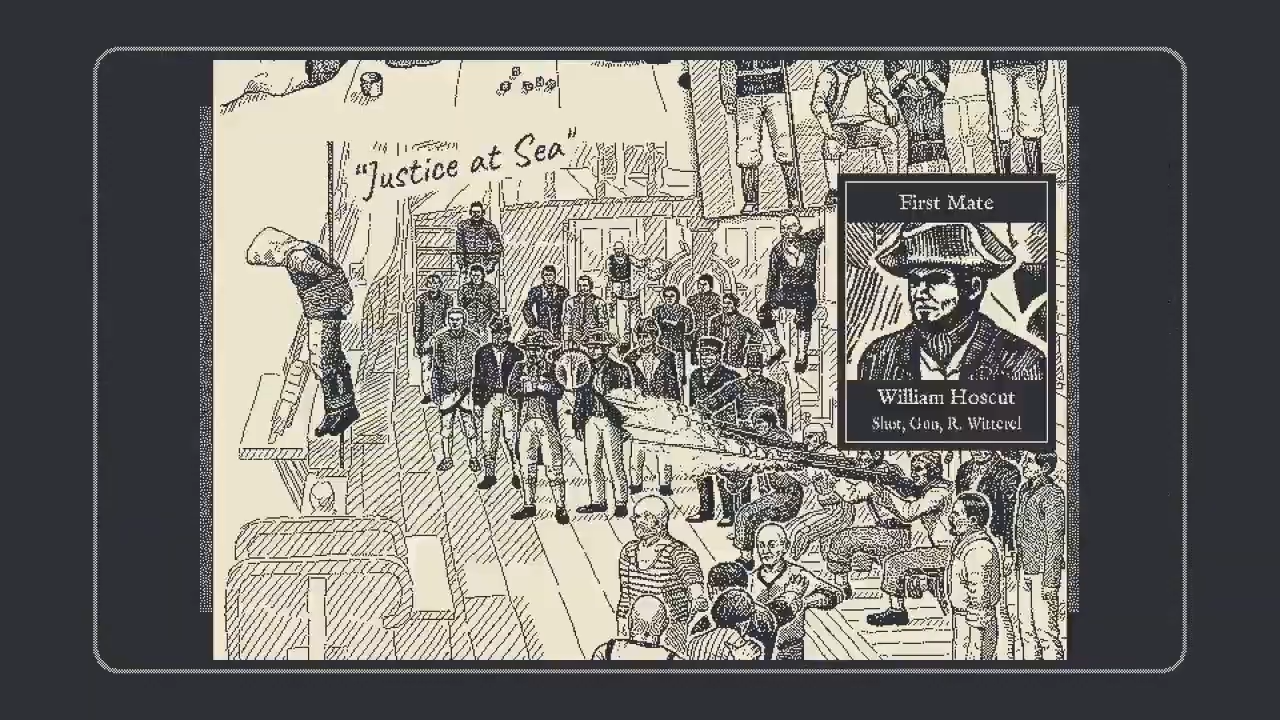 “Justice at Sea”
First Mate
William Hoscut
Shot, Gun, R. Witterel